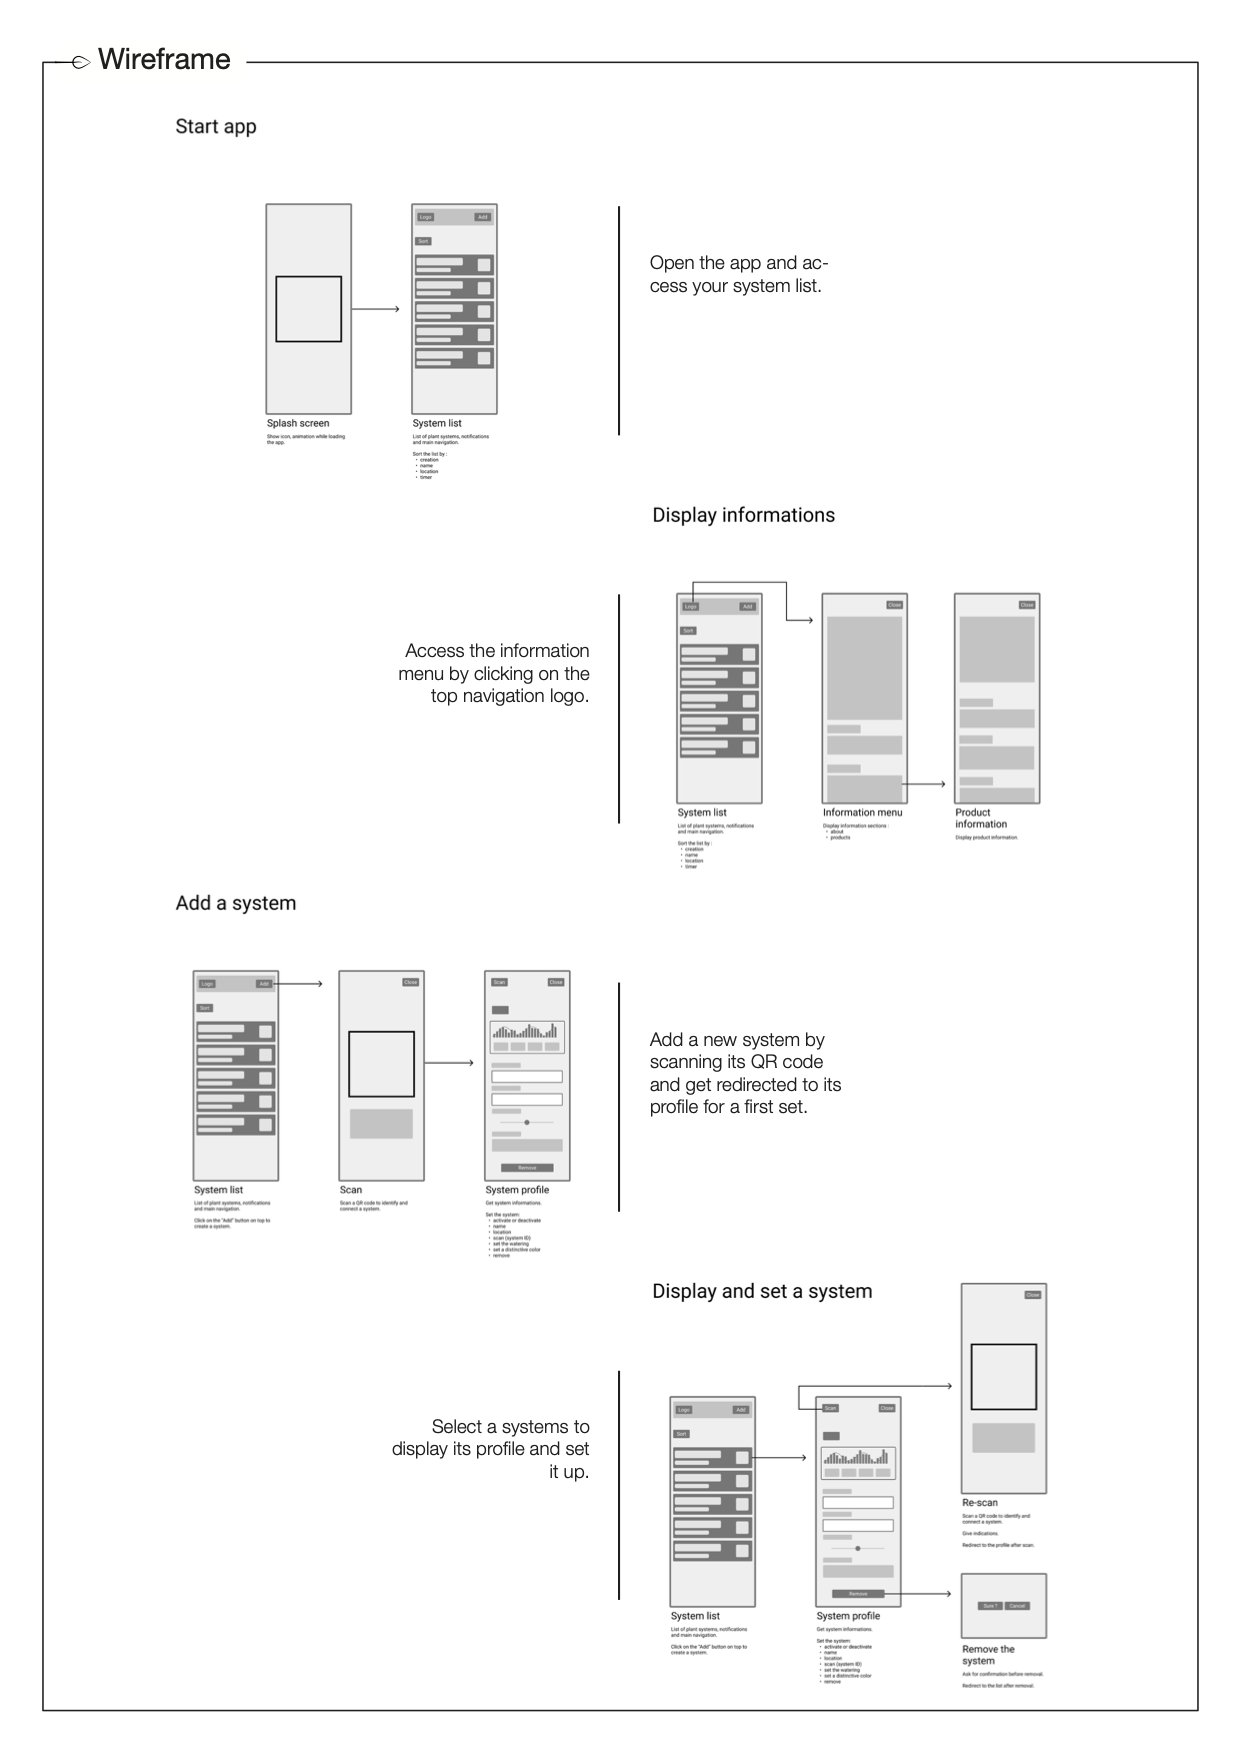 Wireframe
Start app
Logo
Add
Sort
Open the app and ac-
cess your system list.
Splash screen
Show icon, animation while loading
the app.
System list
List of plant systems, notifications
and main navigation.
Sort the list by :
• creation
• name
• location
• timer
Display informations
Access the information
menu by clicking on the
top navigation logo.
Logo
Add
Sort
Close
Close
System list
List of plant systems, notifications
and main navigation.
Sort the list by :
• creation
• name
• location
• timer
Information menu
Display information sections :
• about
• products
Product
information
Display product information.
Add a system
Logo
Add
Sort
Close
Scan
Close
Remove
Add a new system by
scanning its QR code
and get redirected to its
profile for a first set.
System list
List of plant systems, notifications
and main navigation.
Click on the "Add" button on top to
create a system.
Scan
Scan a QR code to identify and
connect a system.
System profile
Get system informations.
Set the system:
• activate or deactivate
• name
• location
• scan (system ID)
• set the watering
• set a distinctive color
• remove
Display and set a system
Select a systems to
display its profile and set
it up.
Logo
Add
Sort
Scan
Close
Remove
Close
System list
List of plant systems, notifications
and main navigation.
Click on the "Add" button on top to
create a system.
System profile
Get system informations.
Set the system:
• activate or deactivate
• name
• location
• scan (system ID)
• set the watering
• set a distinctive color
• remove
Re-scan
Scan a QR code to identify and
connect a system.
Give indications.
Redirect to the profile after scan.
Sure ?
Cancel
Remove the
system
Ask for confirmation before removal.
Redirect to the list after removal.